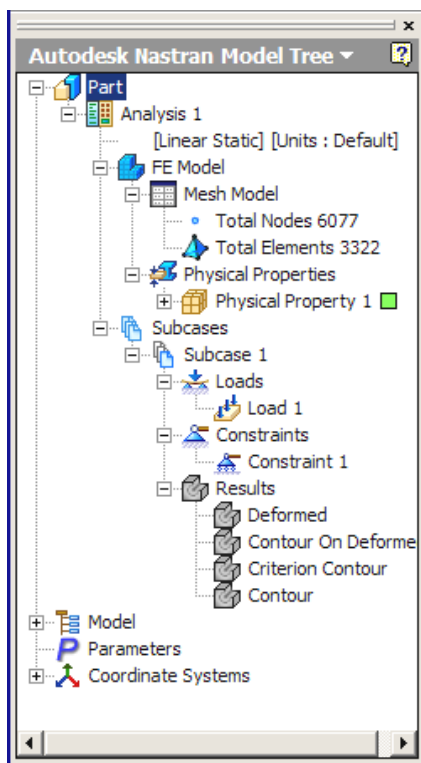 Autodesk Nastran Model Tree
Part
Analysis 1
[Linear Static] [Units : Default]
FE Model
Mesh Model
Total Nodes 6077
Total Elements 3322
Physical Properties
Physical Property 1
Subcases
Subcase 1
Loads
Load 1
Constraints
Constraint 1
Results
Deformed
Contour On Deforme
Criterion Contour
Contour
Model
Parameters
Coordinate Systems